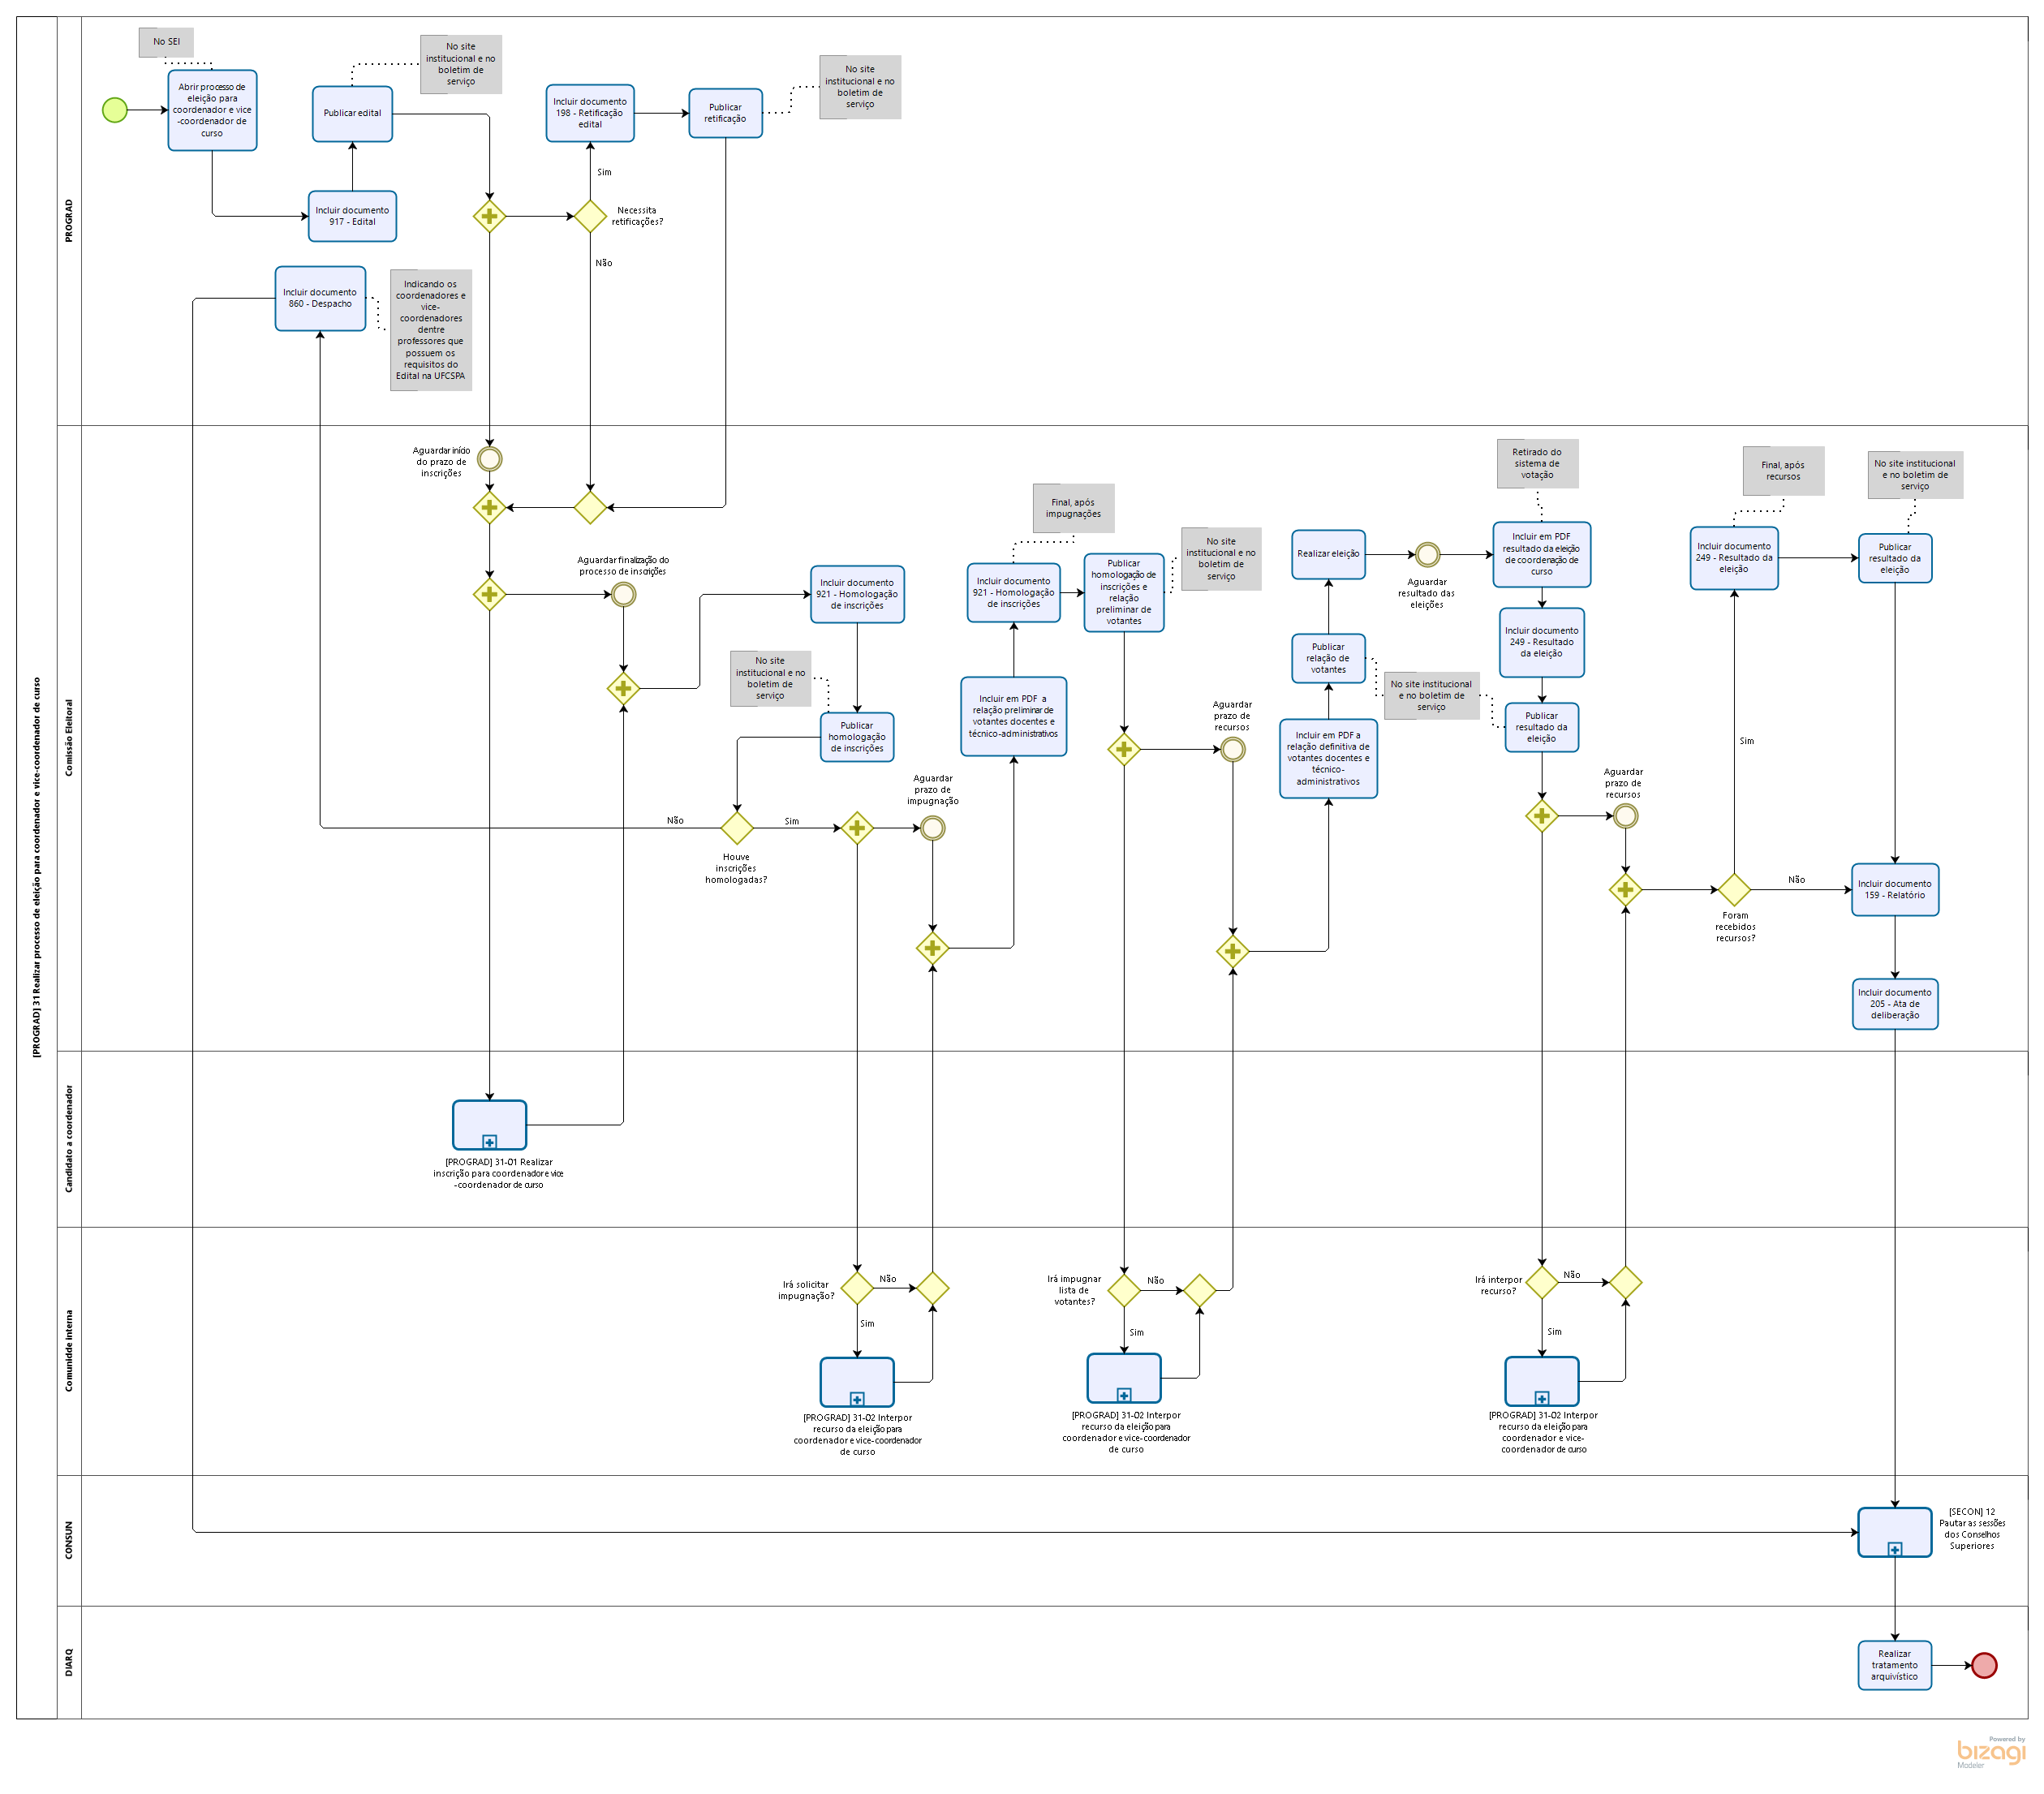 [PROGRAD] 31 Realizar processo de eleição para coordenador e vice-coordenador de curso
PROGRAD
No SEI
Abrir processo de
eleição para
coordenador e vice
-coordenador de
curso
Publicar edital
No site
institucional e no
boletim de
serviço
Incluir documento
917 - Edital
Incluir documento
198 - Retificação
edital
Publicar
retificação
No site
institucional e no
boletim de
serviço
Sim
Necessita
retificações?
Não
Incluir documento
860 - Despacho
Indicando os
coordenadores e
vice-
coordenadores
dentre
professores que
possuem os
requisitos do
Edital na UFCSPA
Comissão Eleitoral
Aguardar início
do prazo de
inscrições
Aguardar finalização do
processo de inscrições
Incluir documento
921 - Homologação
de inscrições
No site
institucional e no
boletim de
serviço
Publicar
homologação
de inscrições
Não
Houve
inscrições
homologadas?
Sim
Aguardar
prazo de
impugnação
Final, após
impugnações
Incluir documento
921 - Homologação
de inscrições
Incluir em PDF a
relação preliminar de
votantes docentes e
técnico-administrativos
Publicar
homologação de
inscrições e
relação
preliminar de
votantes
No site
institucional e no
boletim de
serviço
Aguardar
prazo de
recursos
Realizar eleição
Publicar
relação de
votantes
Incluir em PDF a
relação definitiva de
votantes docentes e
técnico-
administrativos
Aguardar
resultado das
eleições
No site institucional
e no boletim de
serviço
Retirado do
sistema de
votação
Incluir em PDF
resultado da eleição
de coordenação de
curso
Incluir documento
249 - Resultado
da eleição
Publicar
resultado da
eleição
Aguardar
prazo de
recursos
Final, após
recursos
Incluir documento
249 - Resultado da
eleição
No site institucional
e no boletim de
serviço
Publicar
resultado da
eleição
Sim
Foram
recebidos
recursos?
Não
Incluir documento
159 - Relatório
Incluir documento
205 - Ata de
deliberação
Candidato a coordenador
[PROGRAD] 31-01 Realizar
inscrição para coordenador e vice
-coordenador de curso
Comunidde interna
Irá solicitar
impugnação?
Não
Sim
[PROGRAD] 31-02 Interpor
recurso da eleição para
coordenador e vice-coordenador
de curso
Irá impugnar
lista de
votantes?
Não
Sim
[PROGRAD] 31-02 Interpor
recurso da eleição para
coordenador e vice-coordenador
de curso
Irá interpor
recurso?
Não
Sim
[PROGRAD] 31-02 Interpor
recurso da eleição para
coordenador e vice-
coordenador de curso
CONSUN
[SECON] 12
Pautar as sessões
dos Conselhos
Superiores
DIARQ
Realizar
tratamento
arquivístico
Powered by
bizagi
Modeler